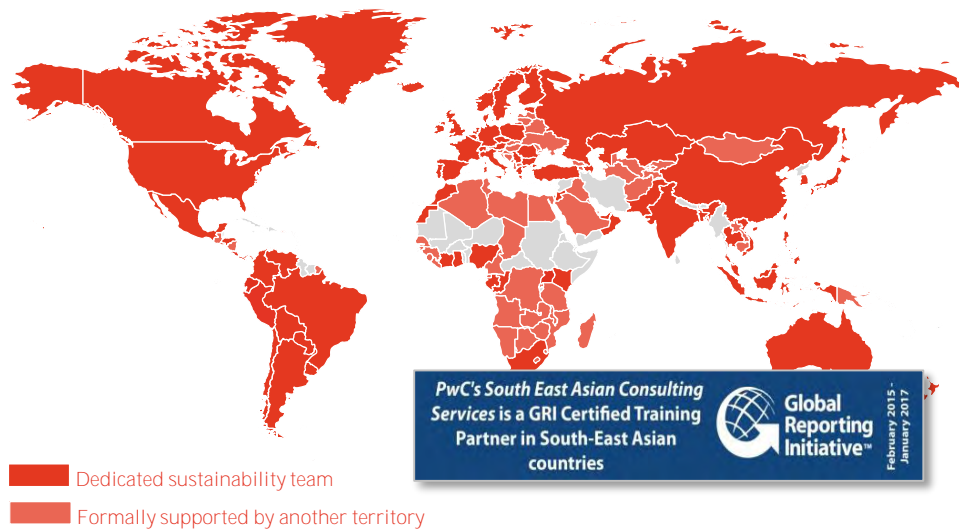 PwC's South East Asian Consulting
Services is a GRI Certified Training
Partner in South-East Asian
countries
Global
Reporting
Initiative™
February 2015 -
January 2017
Dedicated sustainability team
Formally supported by another territory